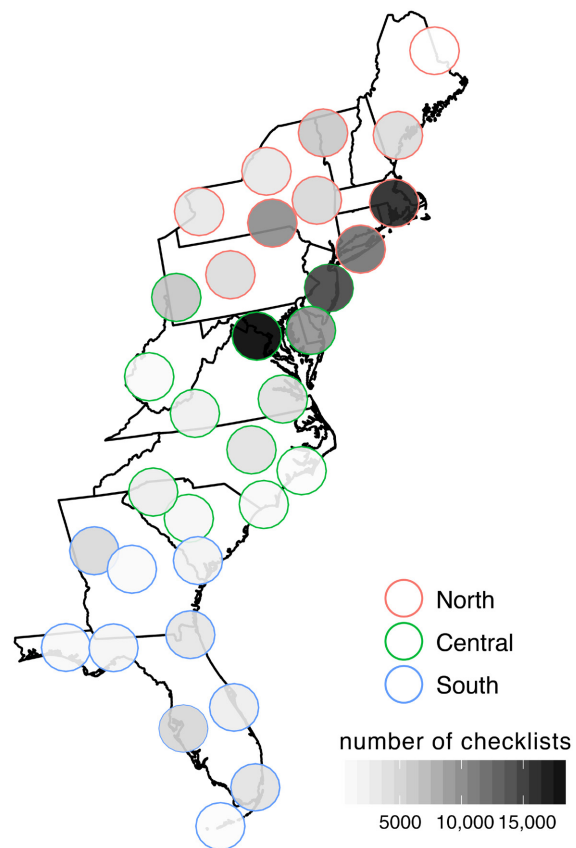 North
Central
South
number of checklists
5000 10,000 15,000